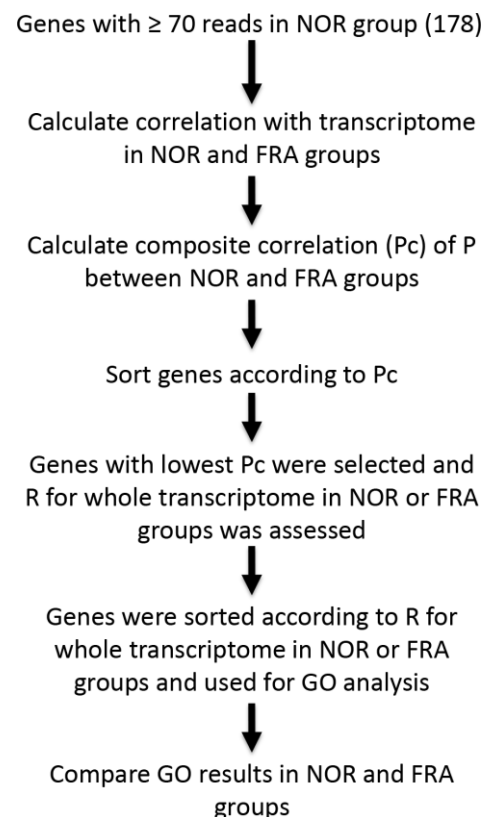 Genes with ≥ 70 reads in NOR group (178)
Calculate correlation with transcriptome
in NOR and FRA groups
Calculate composite correlation (Pc) of P
between NOR and FRA groups
Sort genes according to Pc
Genes with lowest Pc were selected and
R for whole transcriptome in NOR or FRA
groups was assessed
Genes were sorted according to R for
whole transcriptome in NOR or FRA
groups and used for GO analysis
Compare GO results in NOR and FRA
groups